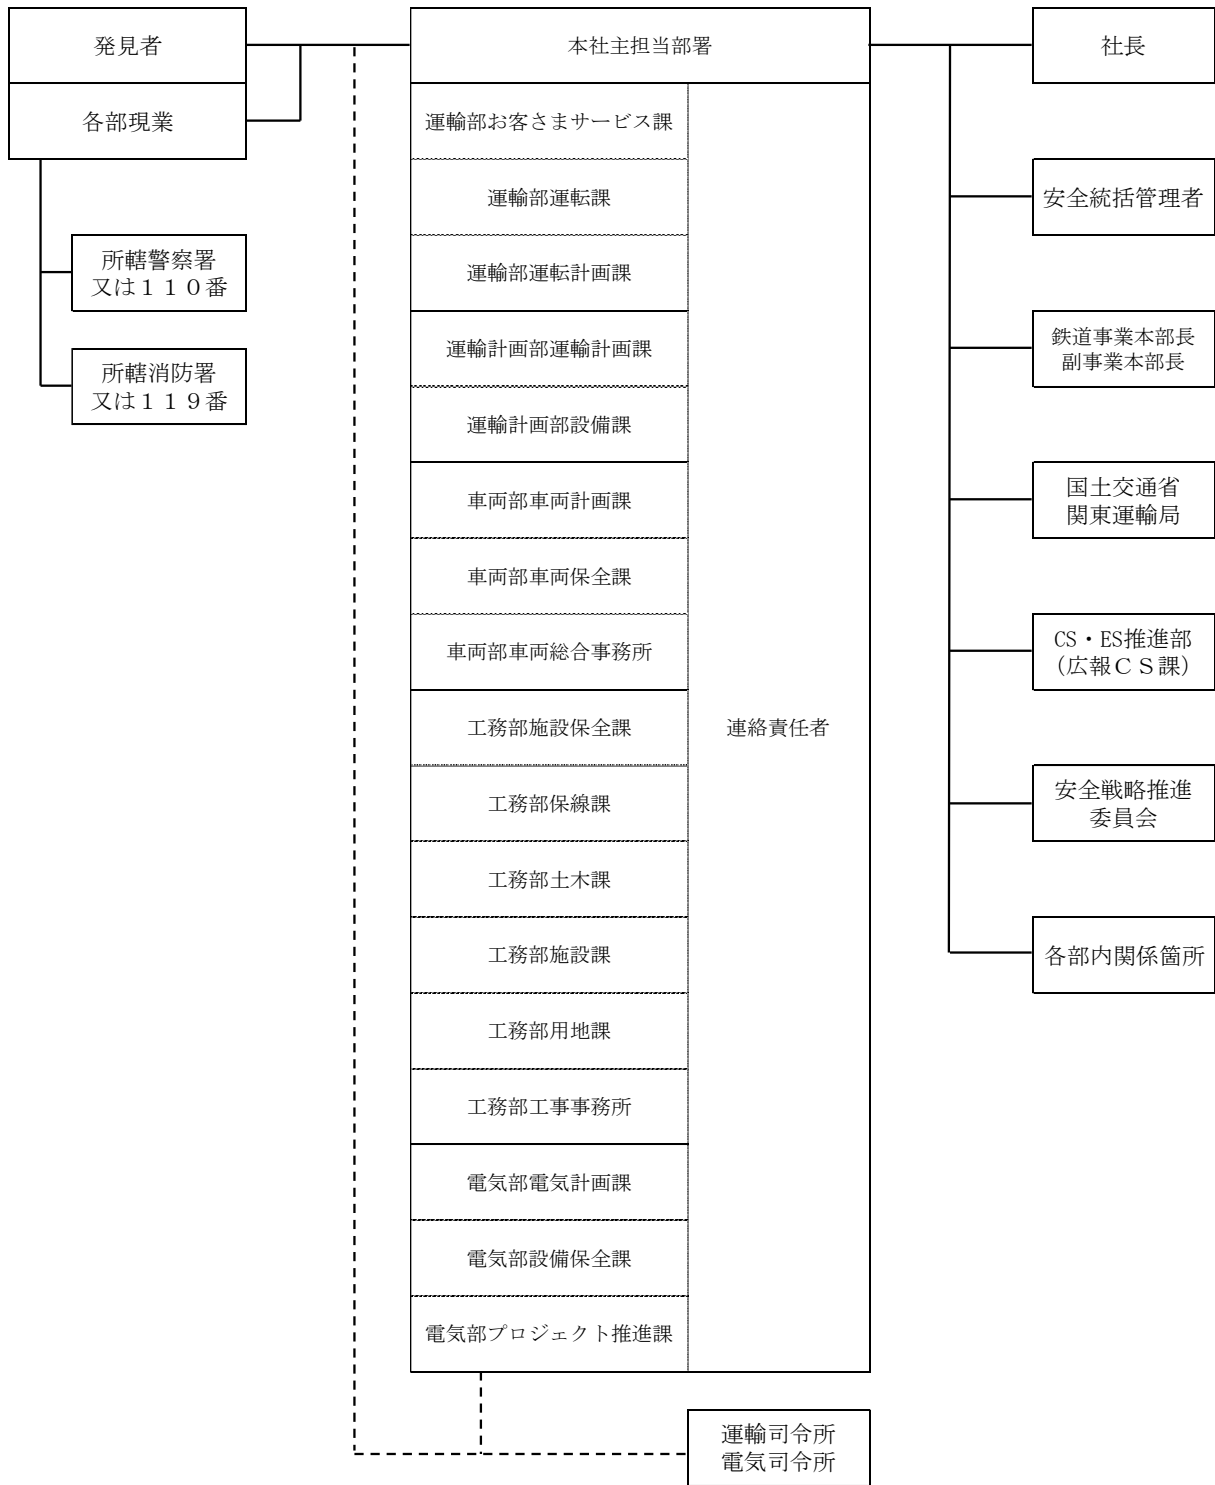 発見者
各部現業
所轄警察署
又は１１０番
所轄消防署
又は１１９番
本社主担当部署
運輸部お客さまサービス課
運輸部運転課
運輸部運転計画課
運輸計画部運輸計画課
運輸計画部設備課
車両部車両計画課
車両部車両保全課
車両部車両総合事務所
工務部施設保全課
工務部保線課
工務部土木課
工務部施設課
工務部用地課
工務部工事事務所
電気部電気計画課
電気部設備保全課
電気部プロジェクト推進課
連絡責任者
運輸司令所
電気司令所
社長
安全統括管理者
鉄道事業本部長
副事業本部長
国土交通省
関東運輸局
CS・ES推進部
（広報ＣＳ課）
安全戦略推進
委員会
各部内関係箇所